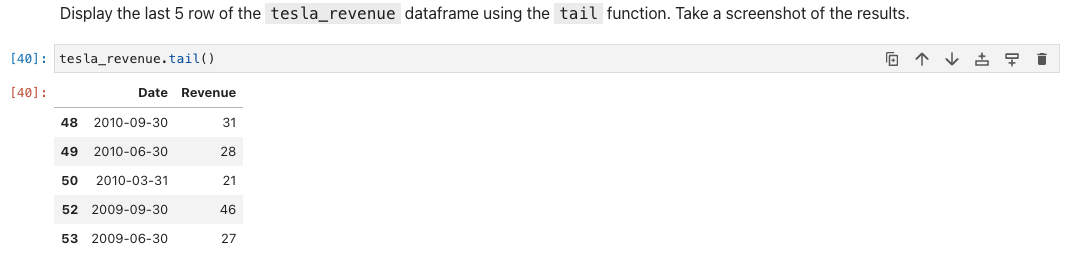 Display the last 5 row of the tesla_revenue dataframe using the tail function. Take a screenshot of the results.
[40]: tesla_revenue.tail()
[40]: Date Revenue
48 2010-09-30 31
49 2010-06-30 28
50 2010-03-31 21
52 2009-09-30 46
53 2009-06-30 27